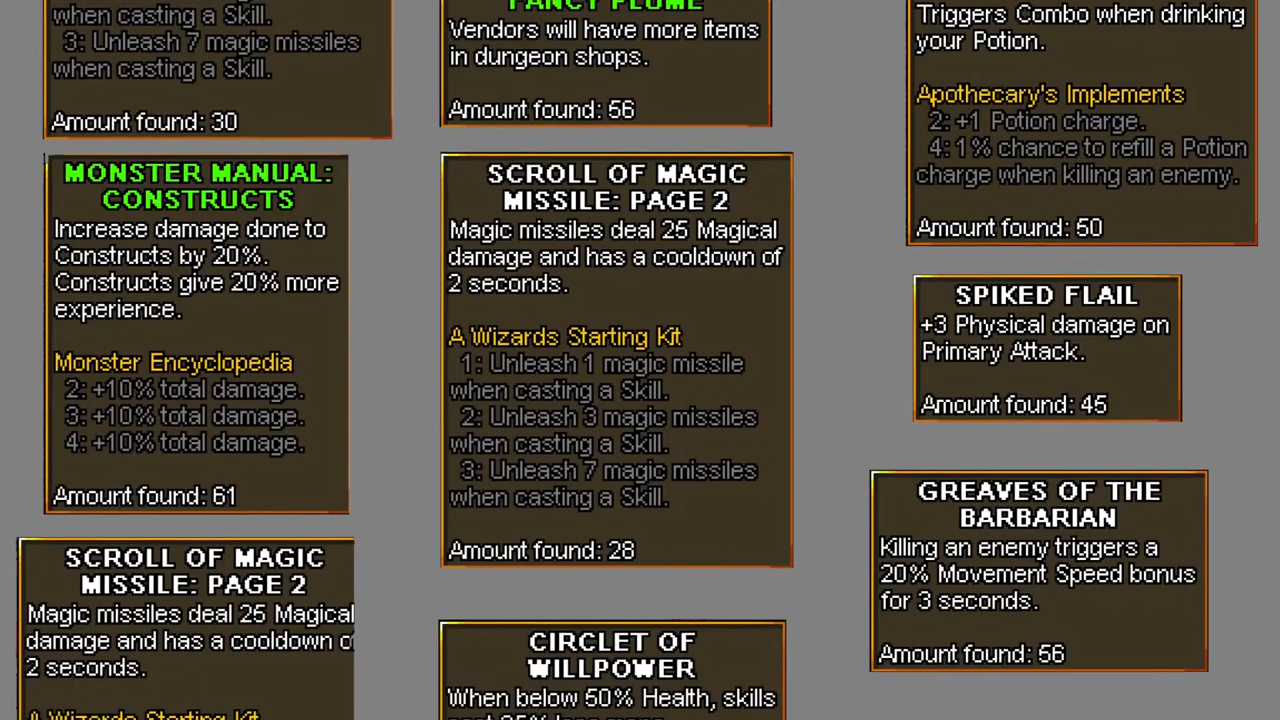 when casting a Skill.
3: Unleash 7 magic missiles
when casting a Skill.
Amount found: 30
MONSTER MANUAL:
CONSTRUCTS
Increase damage done to
Constructs by 20%.
Constructs give 20% more
experience.
Monster Encyclopedia
2: +10% total damage.
3: +10% total damage.
4: +10% total damage.
Amount found: 61
SCROLL OF MAGIC
MISSILE: PAGE 2
Magic missiles deal 25 Magical
damage and has a cooldown of
2 seconds.
A Wizards Starting Kit
FANCY PLUME
Vendors will have more items
in dungeon shops.
Amount found: 56
SCROLL OF MAGIC
MISSILE: PAGE 2
Magic missiles deal 25 Magical
damage and has a cooldown of
2 seconds.
A Wizards Starting Kit
1: Unleash 1 magic missile
when casting a Skill.
2: Unleash 3 magic missiles
when casting a Skill.
3: Unleash 7 magic missiles
when casting a Skill.
Amount found: 28
CIRCLET OF
WILLPOWER
When below 50% Health, skills
Triggers Combo when drinking
your Potion.
Apothecary's Implements
2: +1 Potion charge.
4: 1% chance to refill a Potion
charge when killing an enemy.
Amount found: 50
SPIKED FLAIL
+3 Physical damage on
Primary Attack.
Amount found: 45
GREAVES OF THE
BARBARIAN
Killing an enemy triggers a
20% Movement Speed bonus
for 3 seconds.
Amount found: 56